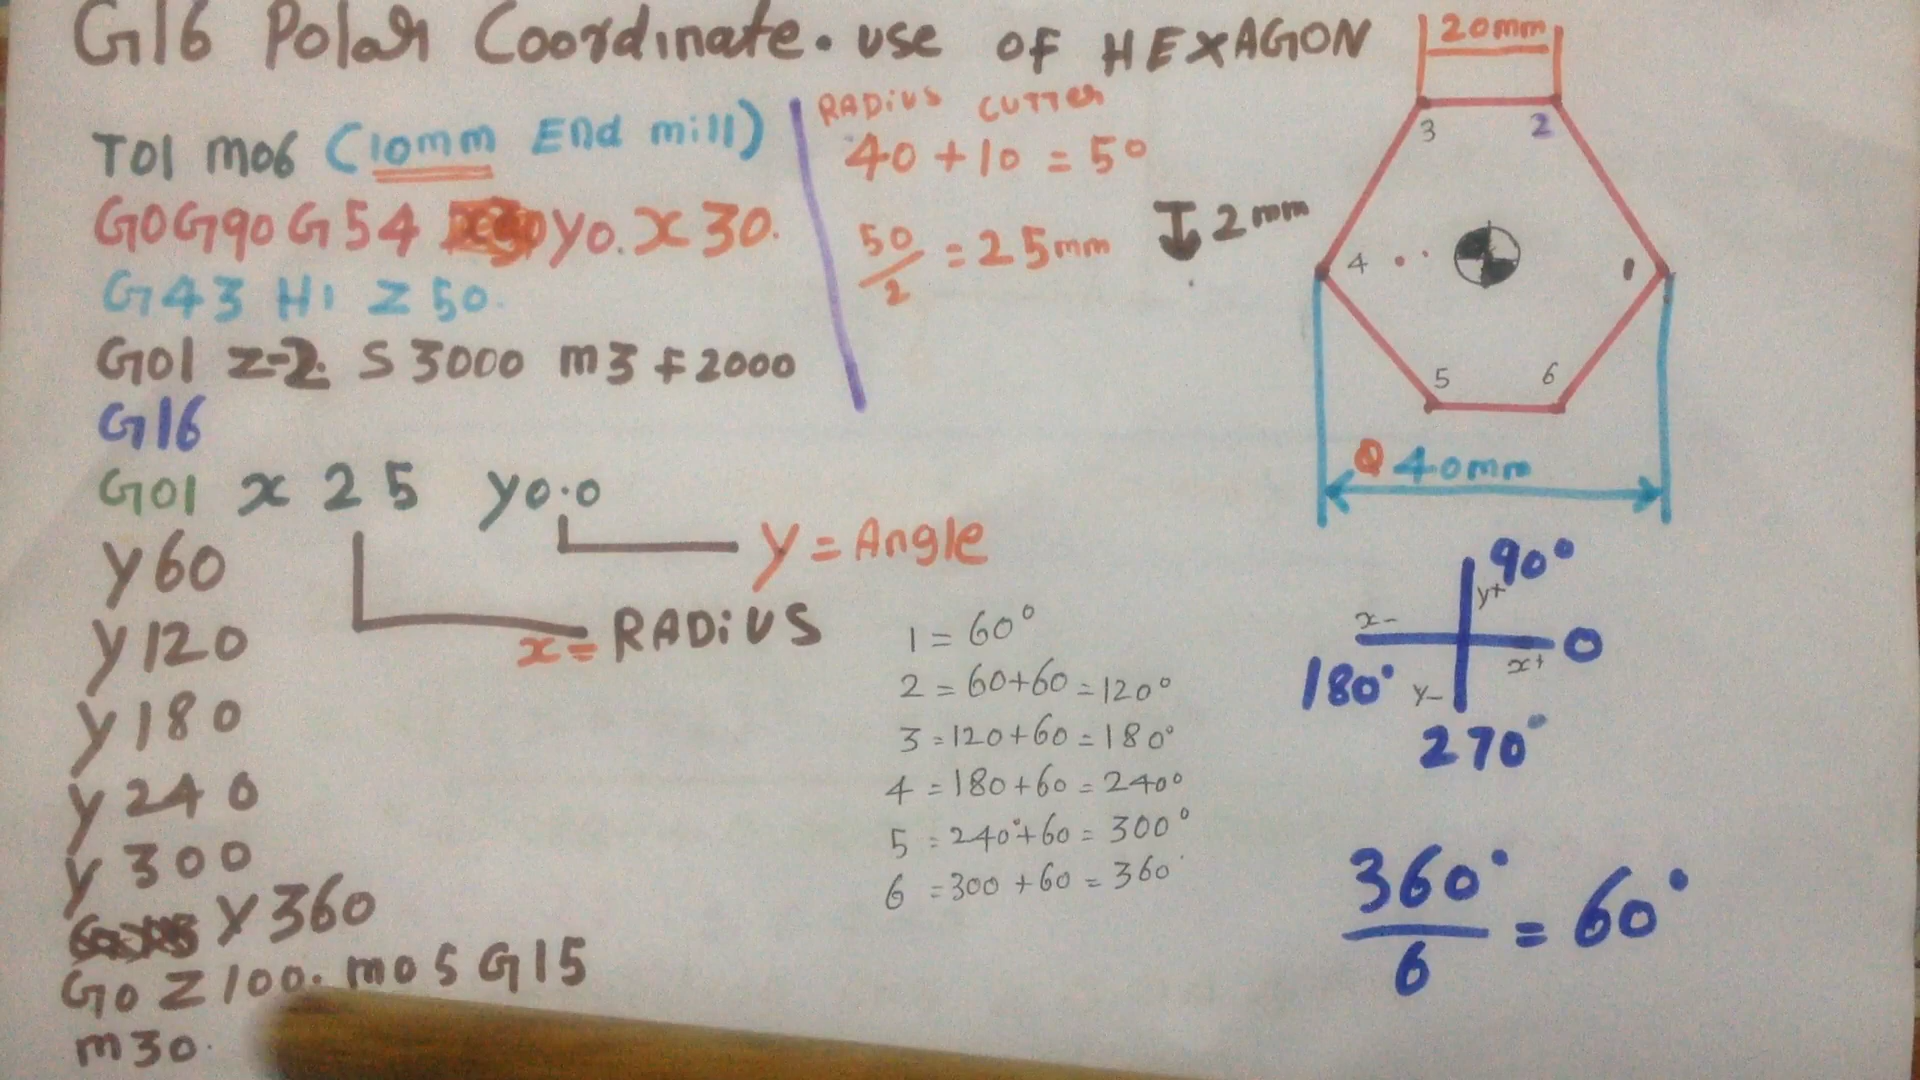 G16 Polar Coordinate. use of HEXAGON
T01 m06 (10mm End mill)
G0G90G54 y0. x30.
G43 H1 Z50.
G01 z-2. S3000 m3 f2000
G16
G01 x 25 y0.0
y = Angle
x = RADiUS
y60
y120
y180
y240
y300
y360
G0 Z100. m05 G15
m30.
RADiUS CUTTER
40 + 10 = 50
50/2 = 25mm
2mm
20mm
3
2
4
1
5
6
40mm
90°
y+
x-
0
x+
180°
y-
270°
1 = 60°
2 = 60+60 = 120°
3 = 120+60 = 180°
4 = 180+60 = 240°
5 = 240°+60 = 300°
6 = 300+60 = 360
360°/6 = 60°